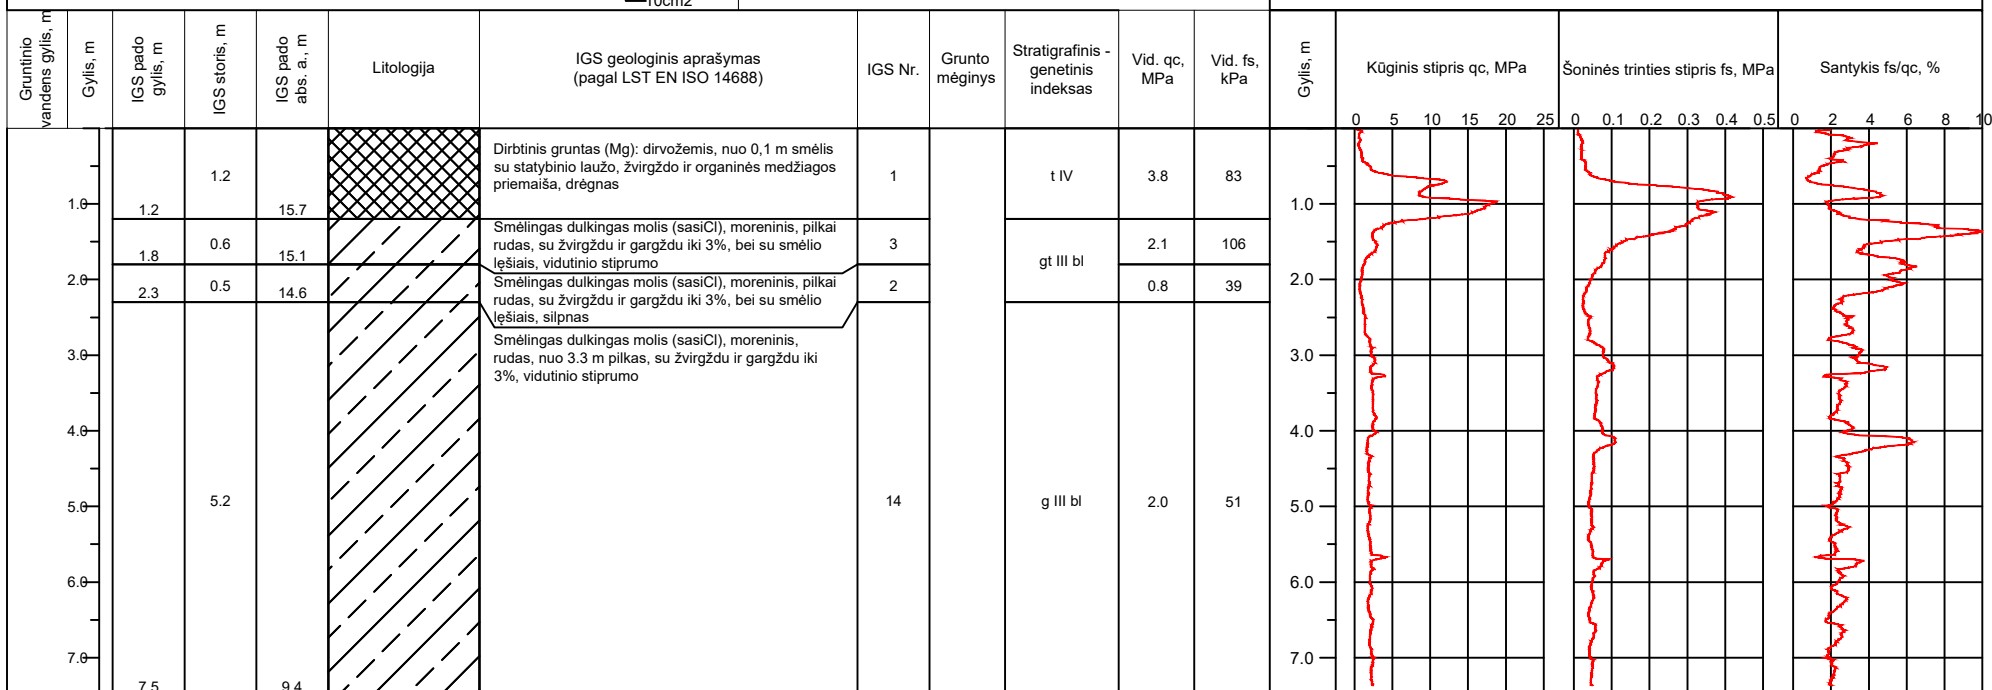 10cm2
Gruntinio
vandens gylis, m
Gylis, m
IGS pado
gylis, m
IGS storis, m
IGS pado
abs. a., m
Litologija
IGS geologinis aprašymas
(pagal LST EN ISO 14688)
IGS Nr.
Grunto
mėginys
Stratigrafinis -
genetinis
indeksas
Vid. qc,
MPa
Vid. fs,
kPa
Gylis, m
Kūginis stipris qc, MPa
Šoninės trinties stipris fs, MPa
Santykis fs/qc, %
0 5 10 15 20 25
0 0.1 0.2 0.3 0.4 0.5
0 2 4 6 8 10
Dirbtinis gruntas (Mg): dirvožemis, nuo 0,1 m smėlis
su statybinio laužo, žvirgždo ir organinės medžiagos
priemaiša, drėgnas
1.2
1
t IV
3.8
83
1.0
1.2
15.7
1.0
Smėlingas dulkingas molis (sasiCl), moreninis, pilkai
rudas, su žvirgždu ir gargždu iki 3%, bei su smėlio
lęšiais, vidutinio stiprumo
0.6
1.8
15.1
3
gt III bl
2.1
106
2.0
Smėlingas dulkingas molis (sasiCl), moreninis, pilkai
rudas, su žvirgždu ir gargždu iki 3%, bei su smėlio
lęšiais, silpnas
0.5
2.3
14.6
2
0.8
39
2.0
Smėlingas dulkingas molis (sasiCl), moreninis,
rudas, nuo 3.3 m pilkas, su žvirgždu ir gargždu iki
3%, vidutinio stiprumo
3.0
3.0
4.0
4.0
5.0
5.2
14
g III bl
2.0
51
5.0
6.0
6.0
7.0
7.0
7.5
9.4